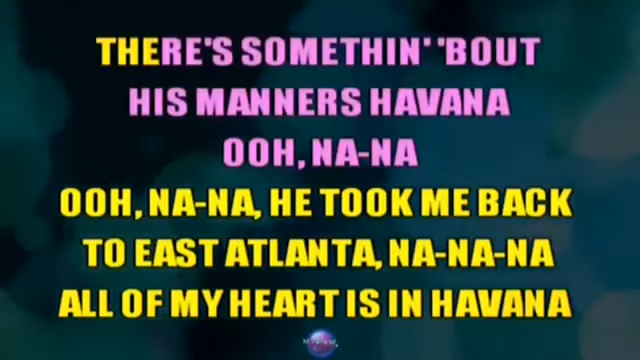 THERE'S SOMETHIN' 'BOUT
HIS MANNERS HAVANA
OOH, NA-NA
OOH, NA-NA, HE TOOK ME BACK
TO EAST ATLANTA, NA-NA-NA
ALL OF MY HEART IS IN HAVANA